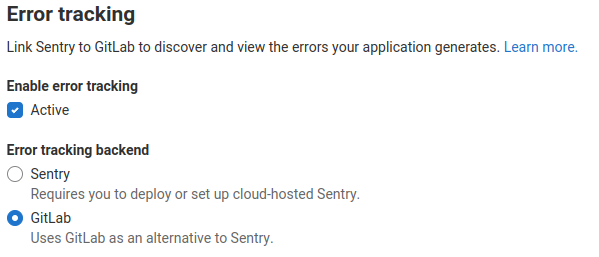 Error tracking
Link Sentry to GitLab to discover and view the errors your application generates. Learn more.
Enable error tracking
Active
Error tracking backend
Sentry
Requires you to deploy or set up cloud-hosted Sentry.
GitLab
Uses GitLab as an alternative to Sentry.